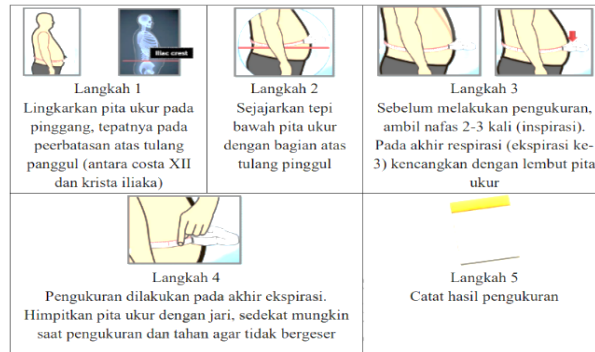 Iliac crest
Langkah 1
Lingkarkan pita ukur pada
pinggang, tepatnya pada
peerbatasan atas tulang
panggul (antara costa XII
dan krista iliaka)
Langkah 2
Sejajarkan tepi
bawah pita ukur
dengan bagian atas
tulang pinggul
Langkah 3
Sebelum melakukan pengukuran,
ambil nafas 2-3 kali (inspirasi).
Pada akhir respirasi (ekspirasi ke-
3) kencangkan dengan lembut pita
ukur
Langkah 4
Pengukuran dilakukan pada akhir ekspirasi.
Himpitkan pita ukur dengan jari, sedekat mungkin
saat pengukuran dan tahan agar tidak bergeser
Langkah 5
Catat hasil pengukuran